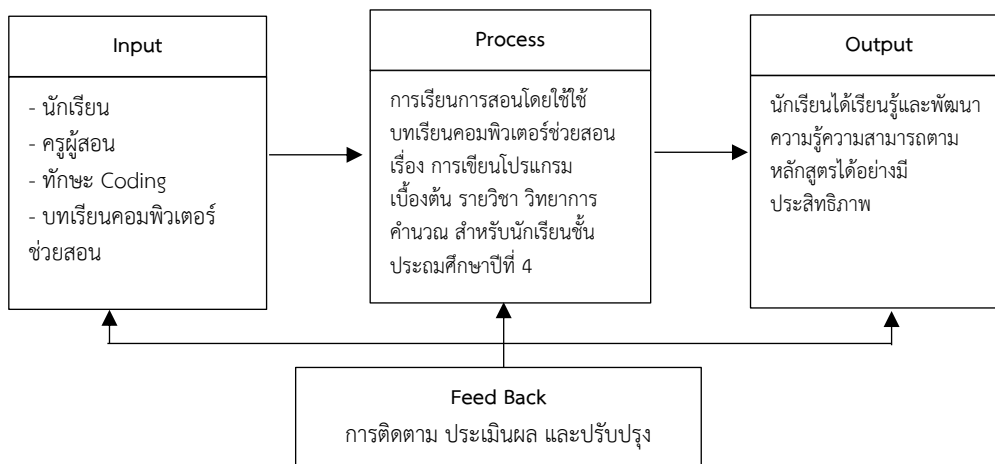 Input
- นักเรียน
- ครูผู้สอน
- ทักษะ Coding
- บทเรียนคอมพิวเตอร์
ช่วยสอน
Process
การเรียนการสอนโดยใช้ใช้
บทเรียนคอมพิวเตอร์ช่วยสอน
เรื่อง การเขียนโปรแกรม
เบื้องต้น รายวิชา วิทยาการ
คำนวณ สำหรับนักเรียนชั้น
ประถมศึกษาปีที่ 4
Output
นักเรียนได้เรียนรู้และพัฒนา
ความรู้ความสามารถตาม
หลักสูตรได้อย่างมี
ประสิทธิภาพ
Feed Back
การติดตาม ประเมินผล และปรับปรุง